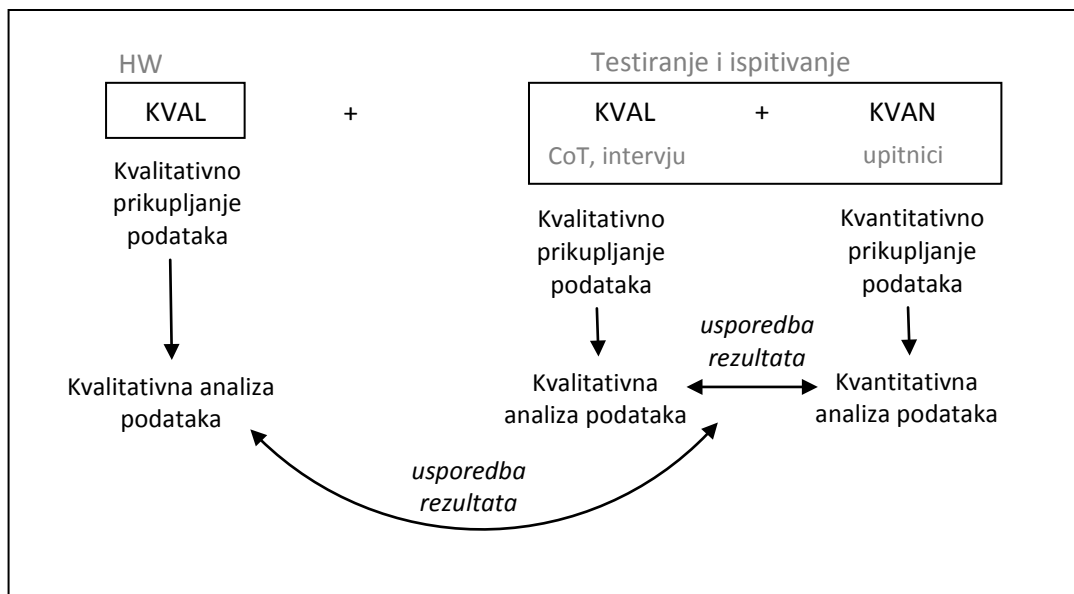 HW
Testiranje i ispitivanje
KVAL
+
KVAL
+
KVAN
CoT, intervju
upitnici
Kvalitativno
prikupljanje
podataka
Kvalitativno
prikupljanje
podataka
Kvantitativno
prikupljanje
podataka
usporedba
rezultata
Kvalitativna analiza
podataka
Kvalitativna
analiza podataka
Kvantitativna
analiza podataka
usporedba
rezultata